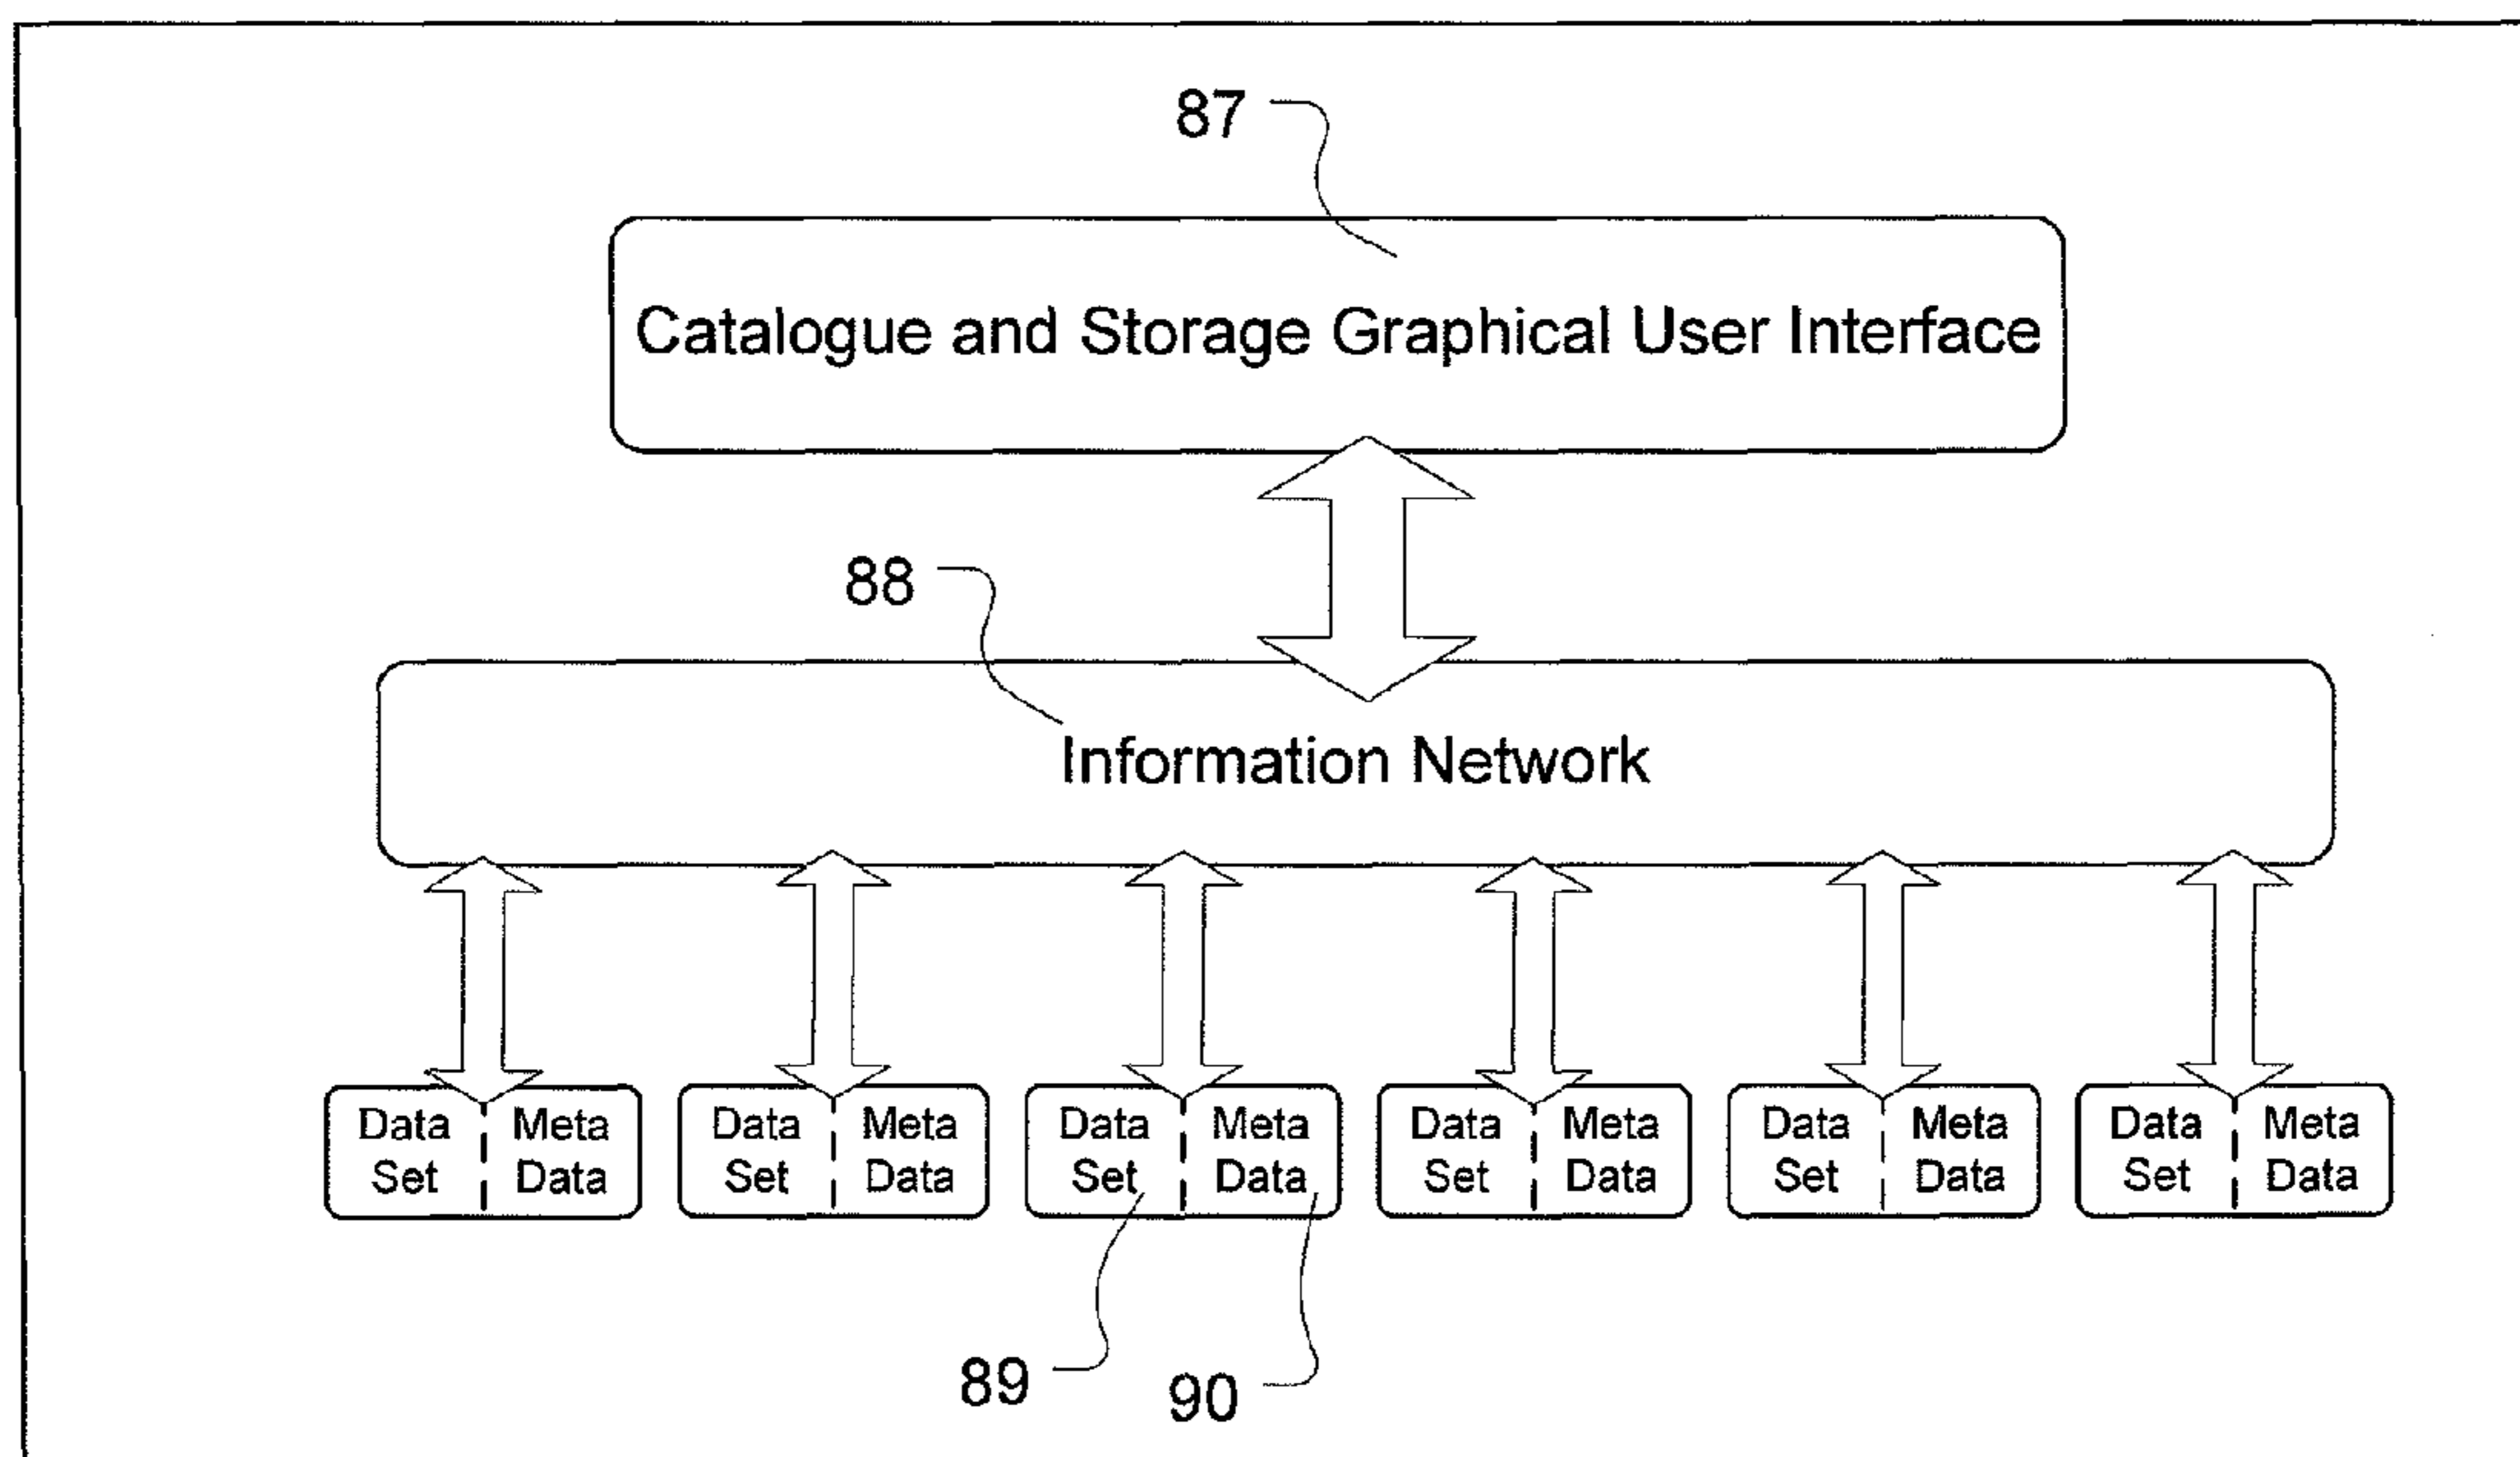 87
Catalogue and Storage Graphical User Interface
88
Information Network
Data Set Meta Data
Data Set Meta Data
Data Set Meta Data
Data Set Meta Data
Data Set Meta Data
Data Set Meta Data
89
90